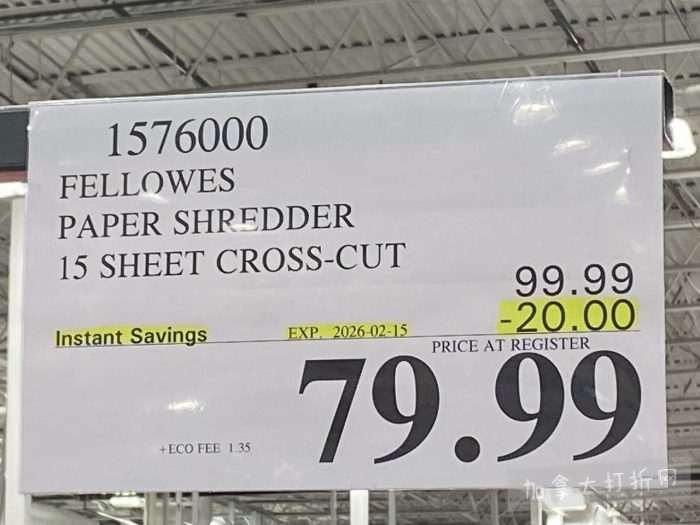 1576000
FELLOWES
PAPER SHREDDER
15 SHEET CROSS-CUT
99.99
Instant Savings EXP. 2026-02-15 -20.00
PRICE AT REGISTER
79.99
+ECO FEE 1.35
加拿大打折网